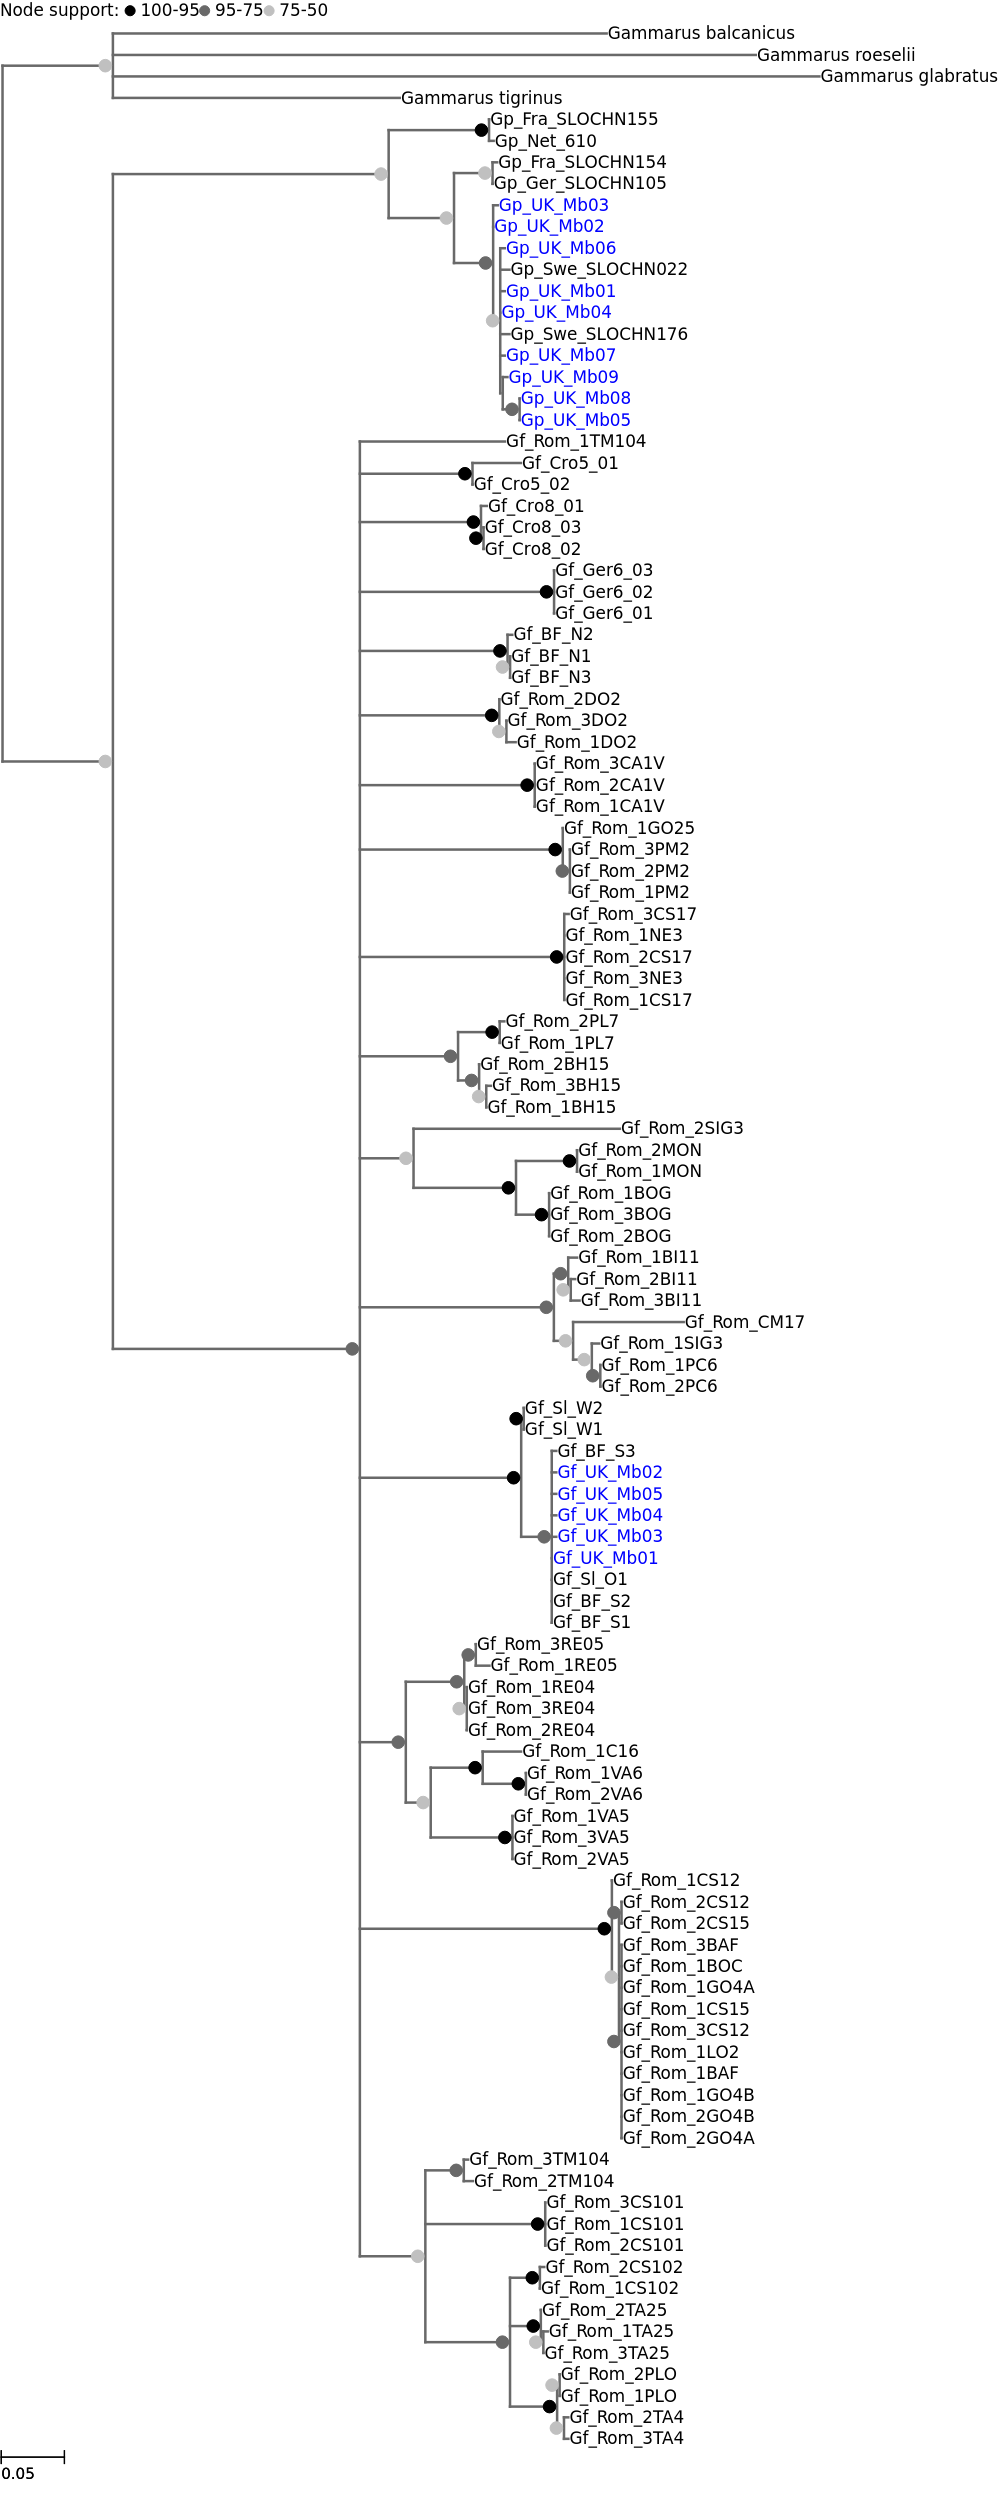 Node support: 100-95 95-75 75-50
Gammarus balcanicus
Gammarus roeselii
Gammarus glabratus
Gammarus tigrinus
Gp_Fra_SLOCHN155
Gp_Net_610
Gp_Fra_SLOCHN154
Gp_Ger_SLOCHN105
Gp_UK_Mb03
Gp_UK_Mb02
Gp_UK_Mb06
Gp_Swe_SLOCHN022
Gp_UK_Mb01
Gp_UK_Mb04
Gp_Swe_SLOCHN176
Gp_UK_Mb07
Gp_UK_Mb09
Gp_UK_Mb08
Gp_UK_Mb05
Gf_Rom_1TM104
Gf_Cro5_01
Gf_Cro5_02
Gf_Cro8_01
Gf_Cro8_03
Gf_Cro8_02
Gf_Ger6_03
Gf_Ger6_02
Gf_Ger6_01
Gf_BF_N2
Gf_BF_N1
Gf_BF_N3
Gf_Rom_2DO2
Gf_Rom_3DO2
Gf_Rom_1DO2
Gf_Rom_3CA1V
Gf_Rom_2CA1V
Gf_Rom_1CA1V
Gf_Rom_1GO25
Gf_Rom_3PM2
Gf_Rom_2PM2
Gf_Rom_1PM2
Gf_Rom_3CS17
Gf_Rom_1NE3
Gf_Rom_2CS17
Gf_Rom_3NE3
Gf_Rom_1CS17
Gf_Rom_2PL7
Gf_Rom_1PL7
Gf_Rom_2BH15
Gf_Rom_3BH15
Gf_Rom_1BH15
Gf_Rom_2SIG3
Gf_Rom_2MON
Gf_Rom_1MON
Gf_Rom_1BOG
Gf_Rom_3BOG
Gf_Rom_2BOG
Gf_Rom_1BI11
Gf_Rom_2BI11
Gf_Rom_3BI11
Gf_Rom_CM17
Gf_Rom_1SIG3
Gf_Rom_1PC6
Gf_Rom_2PC6
Gf_Sl_W2
Gf_Sl_W1
Gf_BF_S3
Gf_UK_Mb02
Gf_UK_Mb05
Gf_UK_Mb04
Gf_UK_Mb03
Gf_UK_Mb01
Gf_Sl_O1
Gf_BF_S2
Gf_BF_S1
Gf_Rom_3RE05
Gf_Rom_1RE05
Gf_Rom_1RE04
Gf_Rom_3RE04
Gf_Rom_2RE04
Gf_Rom_1C16
Gf_Rom_1VA6
Gf_Rom_2VA6
Gf_Rom_1VA5
Gf_Rom_3VA5
Gf_Rom_2VA5
Gf_Rom_1CS12
Gf_Rom_2CS12
Gf_Rom_2CS15
Gf_Rom_3BAF
Gf_Rom_1BOC
Gf_Rom_1GO4A
Gf_Rom_1CS15
Gf_Rom_3CS12
Gf_Rom_1LO2
Gf_Rom_1BAF
Gf_Rom_1GO4B
Gf_Rom_2GO4B
Gf_Rom_2GO4A
Gf_Rom_3TM104
Gf_Rom_2TM104
Gf_Rom_3CS101
Gf_Rom_1CS101
Gf_Rom_2CS101
Gf_Rom_2CS102
Gf_Rom_1CS102
Gf_Rom_2TA25
Gf_Rom_1TA25
Gf_Rom_3TA25
Gf_Rom_2PLO
Gf_Rom_1PLO
Gf_Rom_2TA4
Gf_Rom_3TA4
0.05